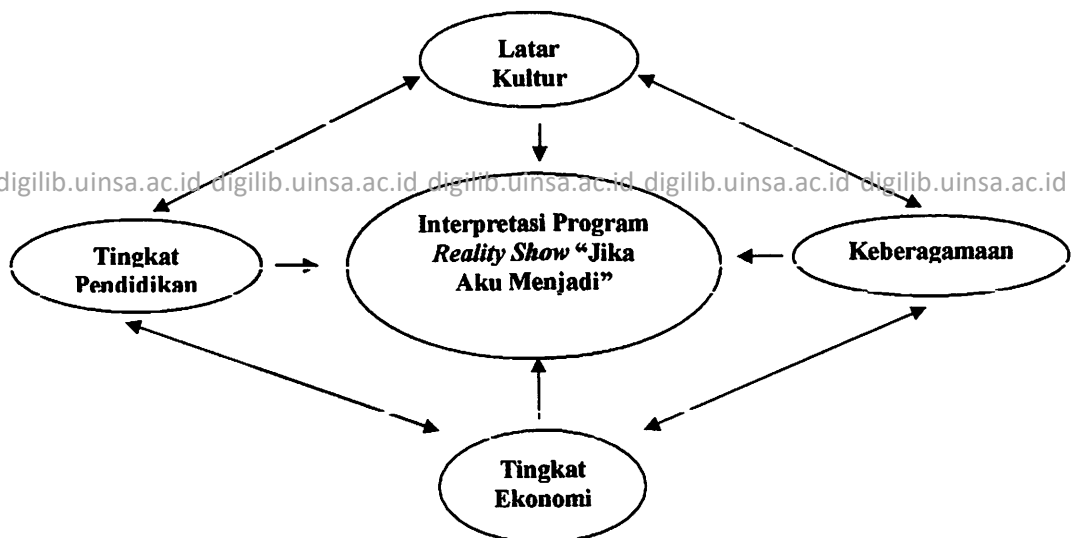 Latar
Kultur
digilib.uinsa.ac.id digilib.uinsa.ac.id digilib.uinsa.ac.id digilib.uinsa.ac.id digilib.uinsa.ac.id
Interpretasi Program
Reality Show “Jika
Aku Menjadi”
Tingkat
Pendidikan
Keberagamaan
Tingkat
Ekonomi